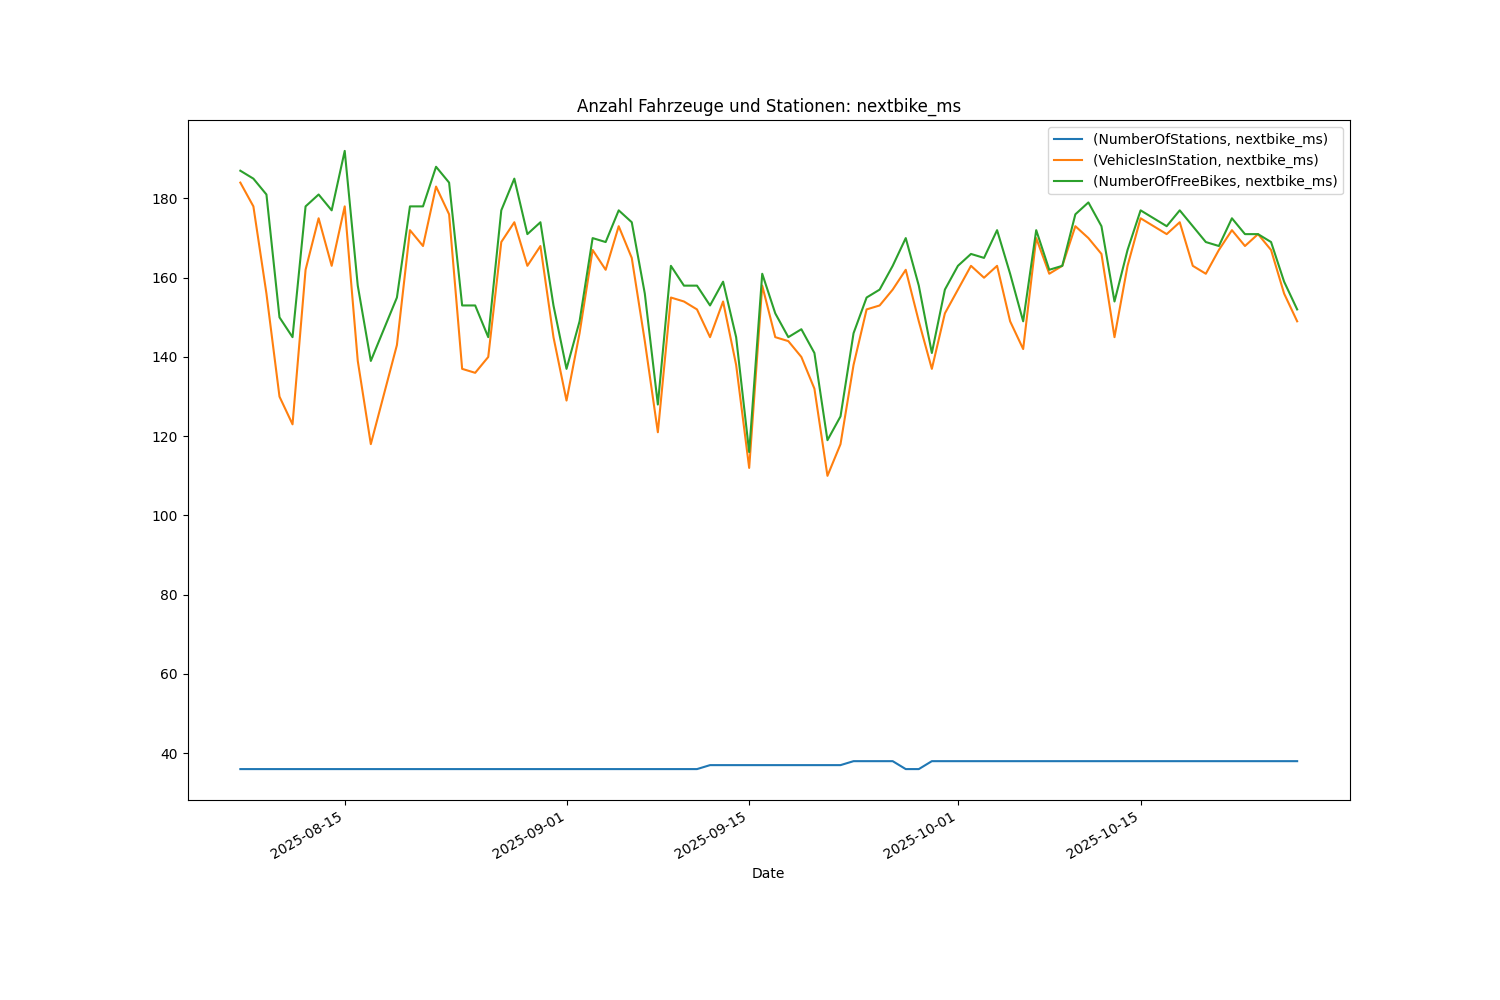 Anzahl Fahrzeuge und Stationen: nextbike_ms
(NumberOfStations, nextbike_ms)
(VehiclesInStation, nextbike_ms)
(NumberOfFreeBikes, nextbike_ms)
180
160
140
120
100
80
60
40
2025-08-15
2025-09-01
2025-09-15
2025-10-01
2025-10-15
Date